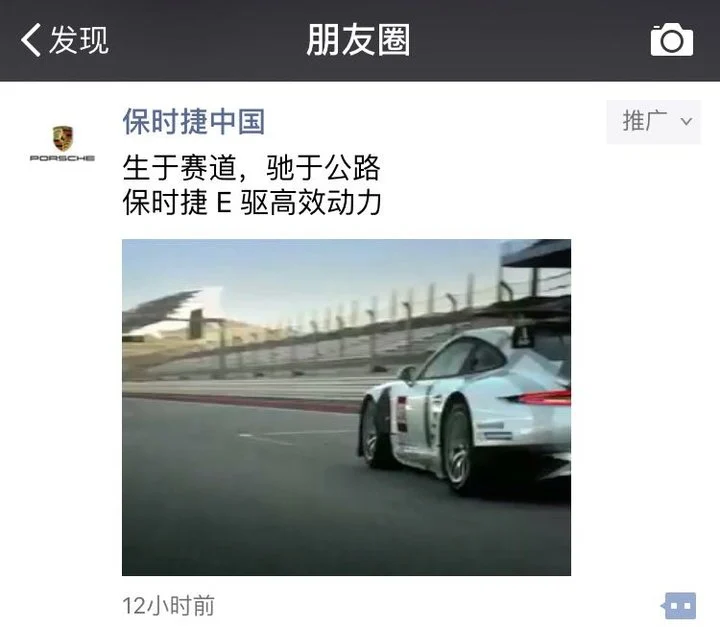 发现
朋友圈
保时捷中国
推广
PORSCHE
生于赛道，驰于公路
保时捷 E 驱高效动力
12小时前